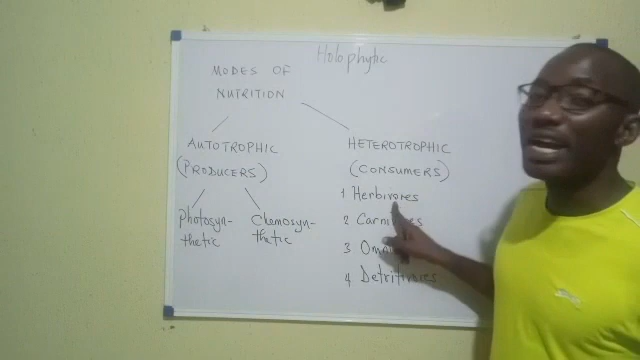 Holophytic
MODES OF
NUTRITION
AUTOTROPHIC
(PRODUCERS)
Photosyn-
thetic
Chemosyn-
thetic
HETEROTROPHIC
(CONSUMERS)
1 Herbivores
2 Carnivores
3
4 Detritivores